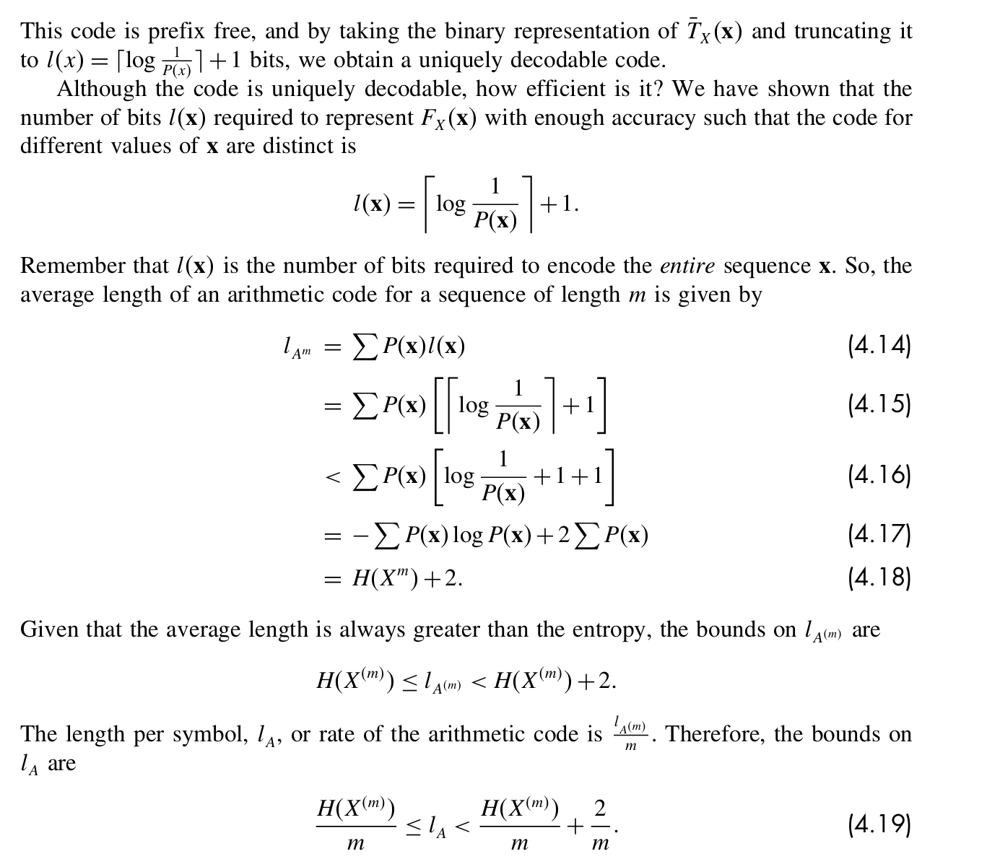 This code is prefix free, and by taking the binary representation of $\bar{T}_X(\mathbf{x})$ and truncating it
to $l(x) = \lceil \log \frac{1}{P(x)} \rceil + 1$ bits, we obtain a uniquely decodable code.
Although the code is uniquely decodable, how efficient is it? We have shown that the
number of bits $l(\mathbf{x})$ required to represent $F_X(\mathbf{x})$ with enough accuracy such that the code for
different values of $\mathbf{x}$ are distinct is
$l(\mathbf{x}) = \left\lceil \log \frac{1}{P(\mathbf{x})} \right\rceil + 1.$
Remember that $l(\mathbf{x})$ is the number of bits required to encode the entire sequence $\mathbf{x}$. So, the
average length of an arithmetic code for a sequence of length $m$ is given by
$l_{A^m} = \sum P(\mathbf{x}) l(\mathbf{x})$ (4.14)
$= \sum P(\mathbf{x}) \left[ \left\lceil \log \frac{1}{P(\mathbf{x})} \right\rceil + 1 \right]$ (4.15)
$< \sum P(\mathbf{x}) \left[ \log \frac{1}{P(\mathbf{x})} + 1 + 1 \right]$ (4.16)
$= -\sum P(\mathbf{x}) \log P(\mathbf{x}) + 2 \sum P(\mathbf{x})$ (4.17)
$= H(X^m) + 2.$ (4.18)
Given that the average length is always greater than the entropy, the bounds on $l_{A^{(m)}}$ are
$H(X^{(m)}) \leq l_{A^{(m)}} < H(X^{(m)}) + 2.$
The length per symbol, $l_A$, or rate of the arithmetic code is $\frac{l_{A^{(m)}}}{m}$. Therefore, the bounds on
$l_A$ are
$\frac{H(X^{(m)})}{m} \leq l_A < \frac{H(X^{(m)})}{m} + \frac{2}{m}.$ (4.19)